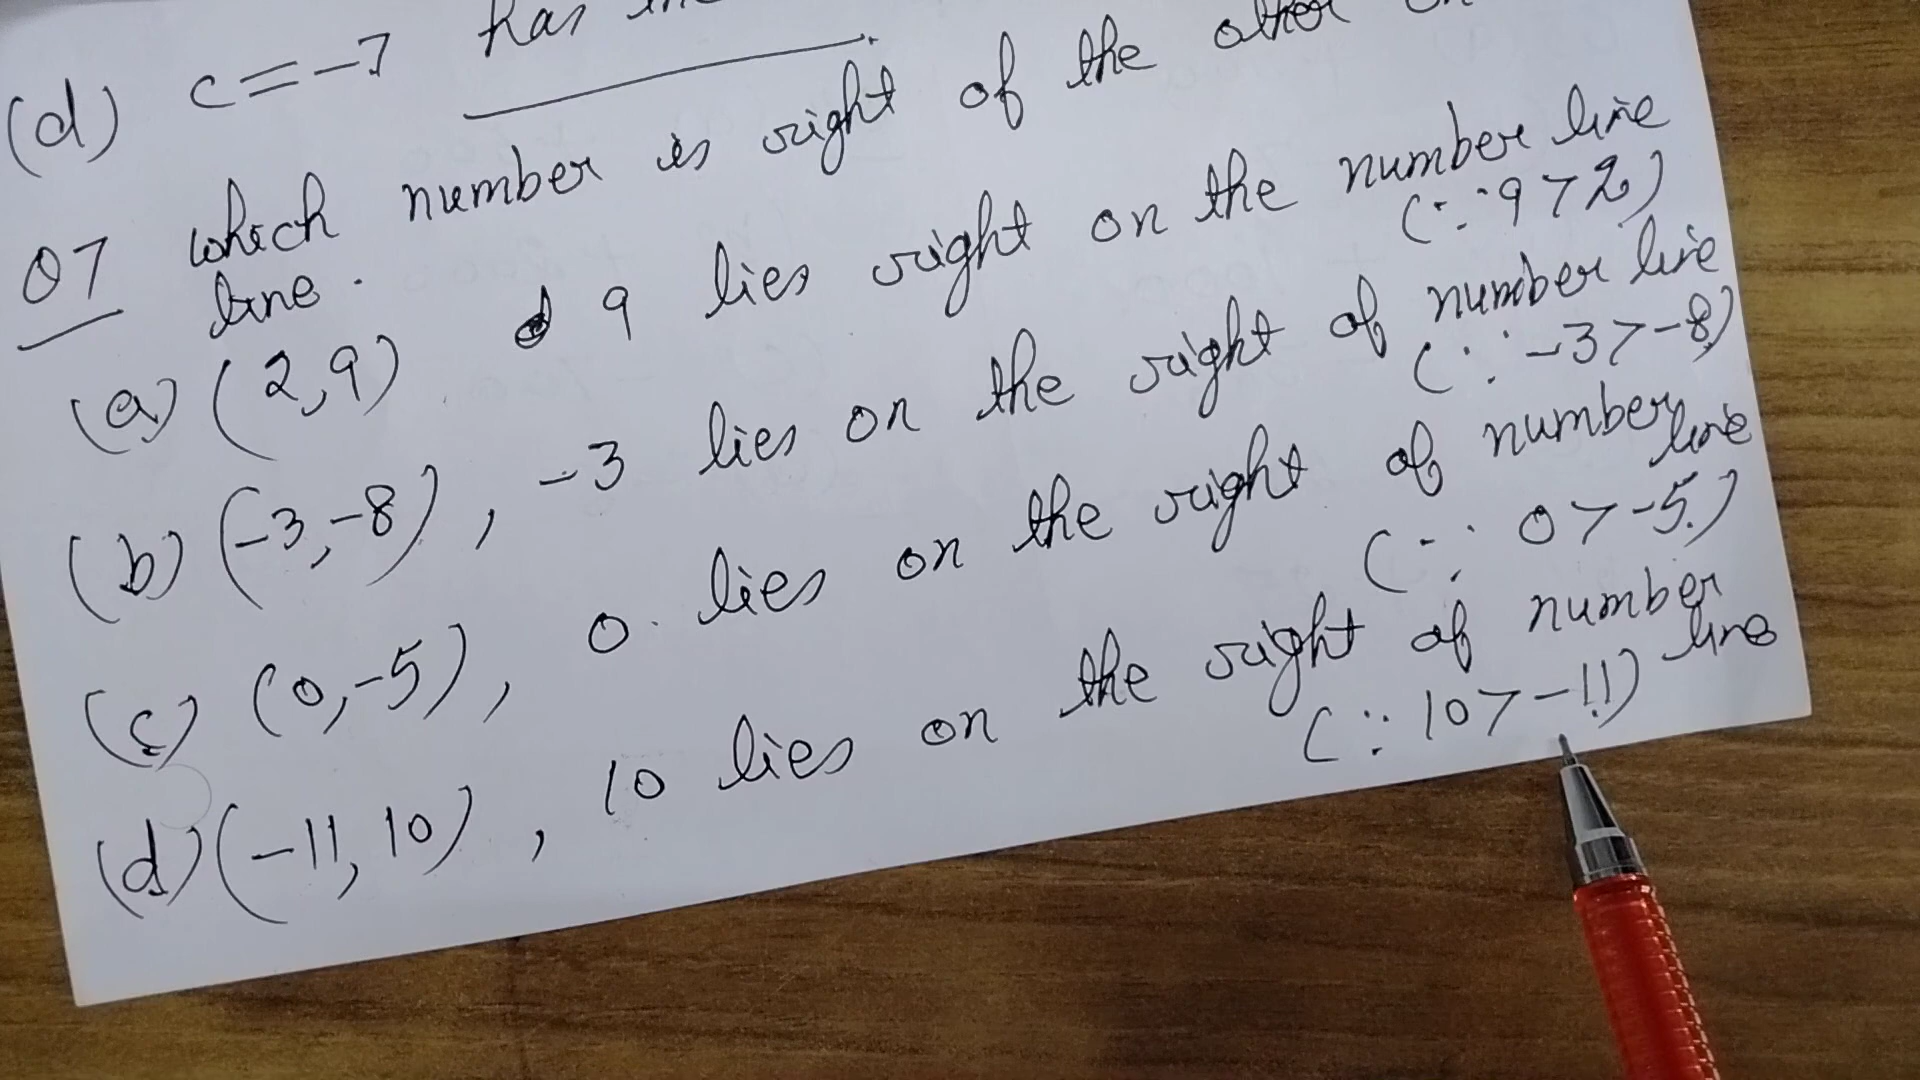 (d) c = -7 has
Q7 which number is right of the other on
line.
(a) (2,9) 9 lies right on the number line
(∵ 9 > 2)
(b) (-3,-8), -3 lies on the right of number line
(∵ -3 > -8)
(c) (0,-5), 0 lies on the right of number line
(∵ 0 > -5)
(d) (-11, 10), 10 lies on the right of number line
(∵ 10 > -11)